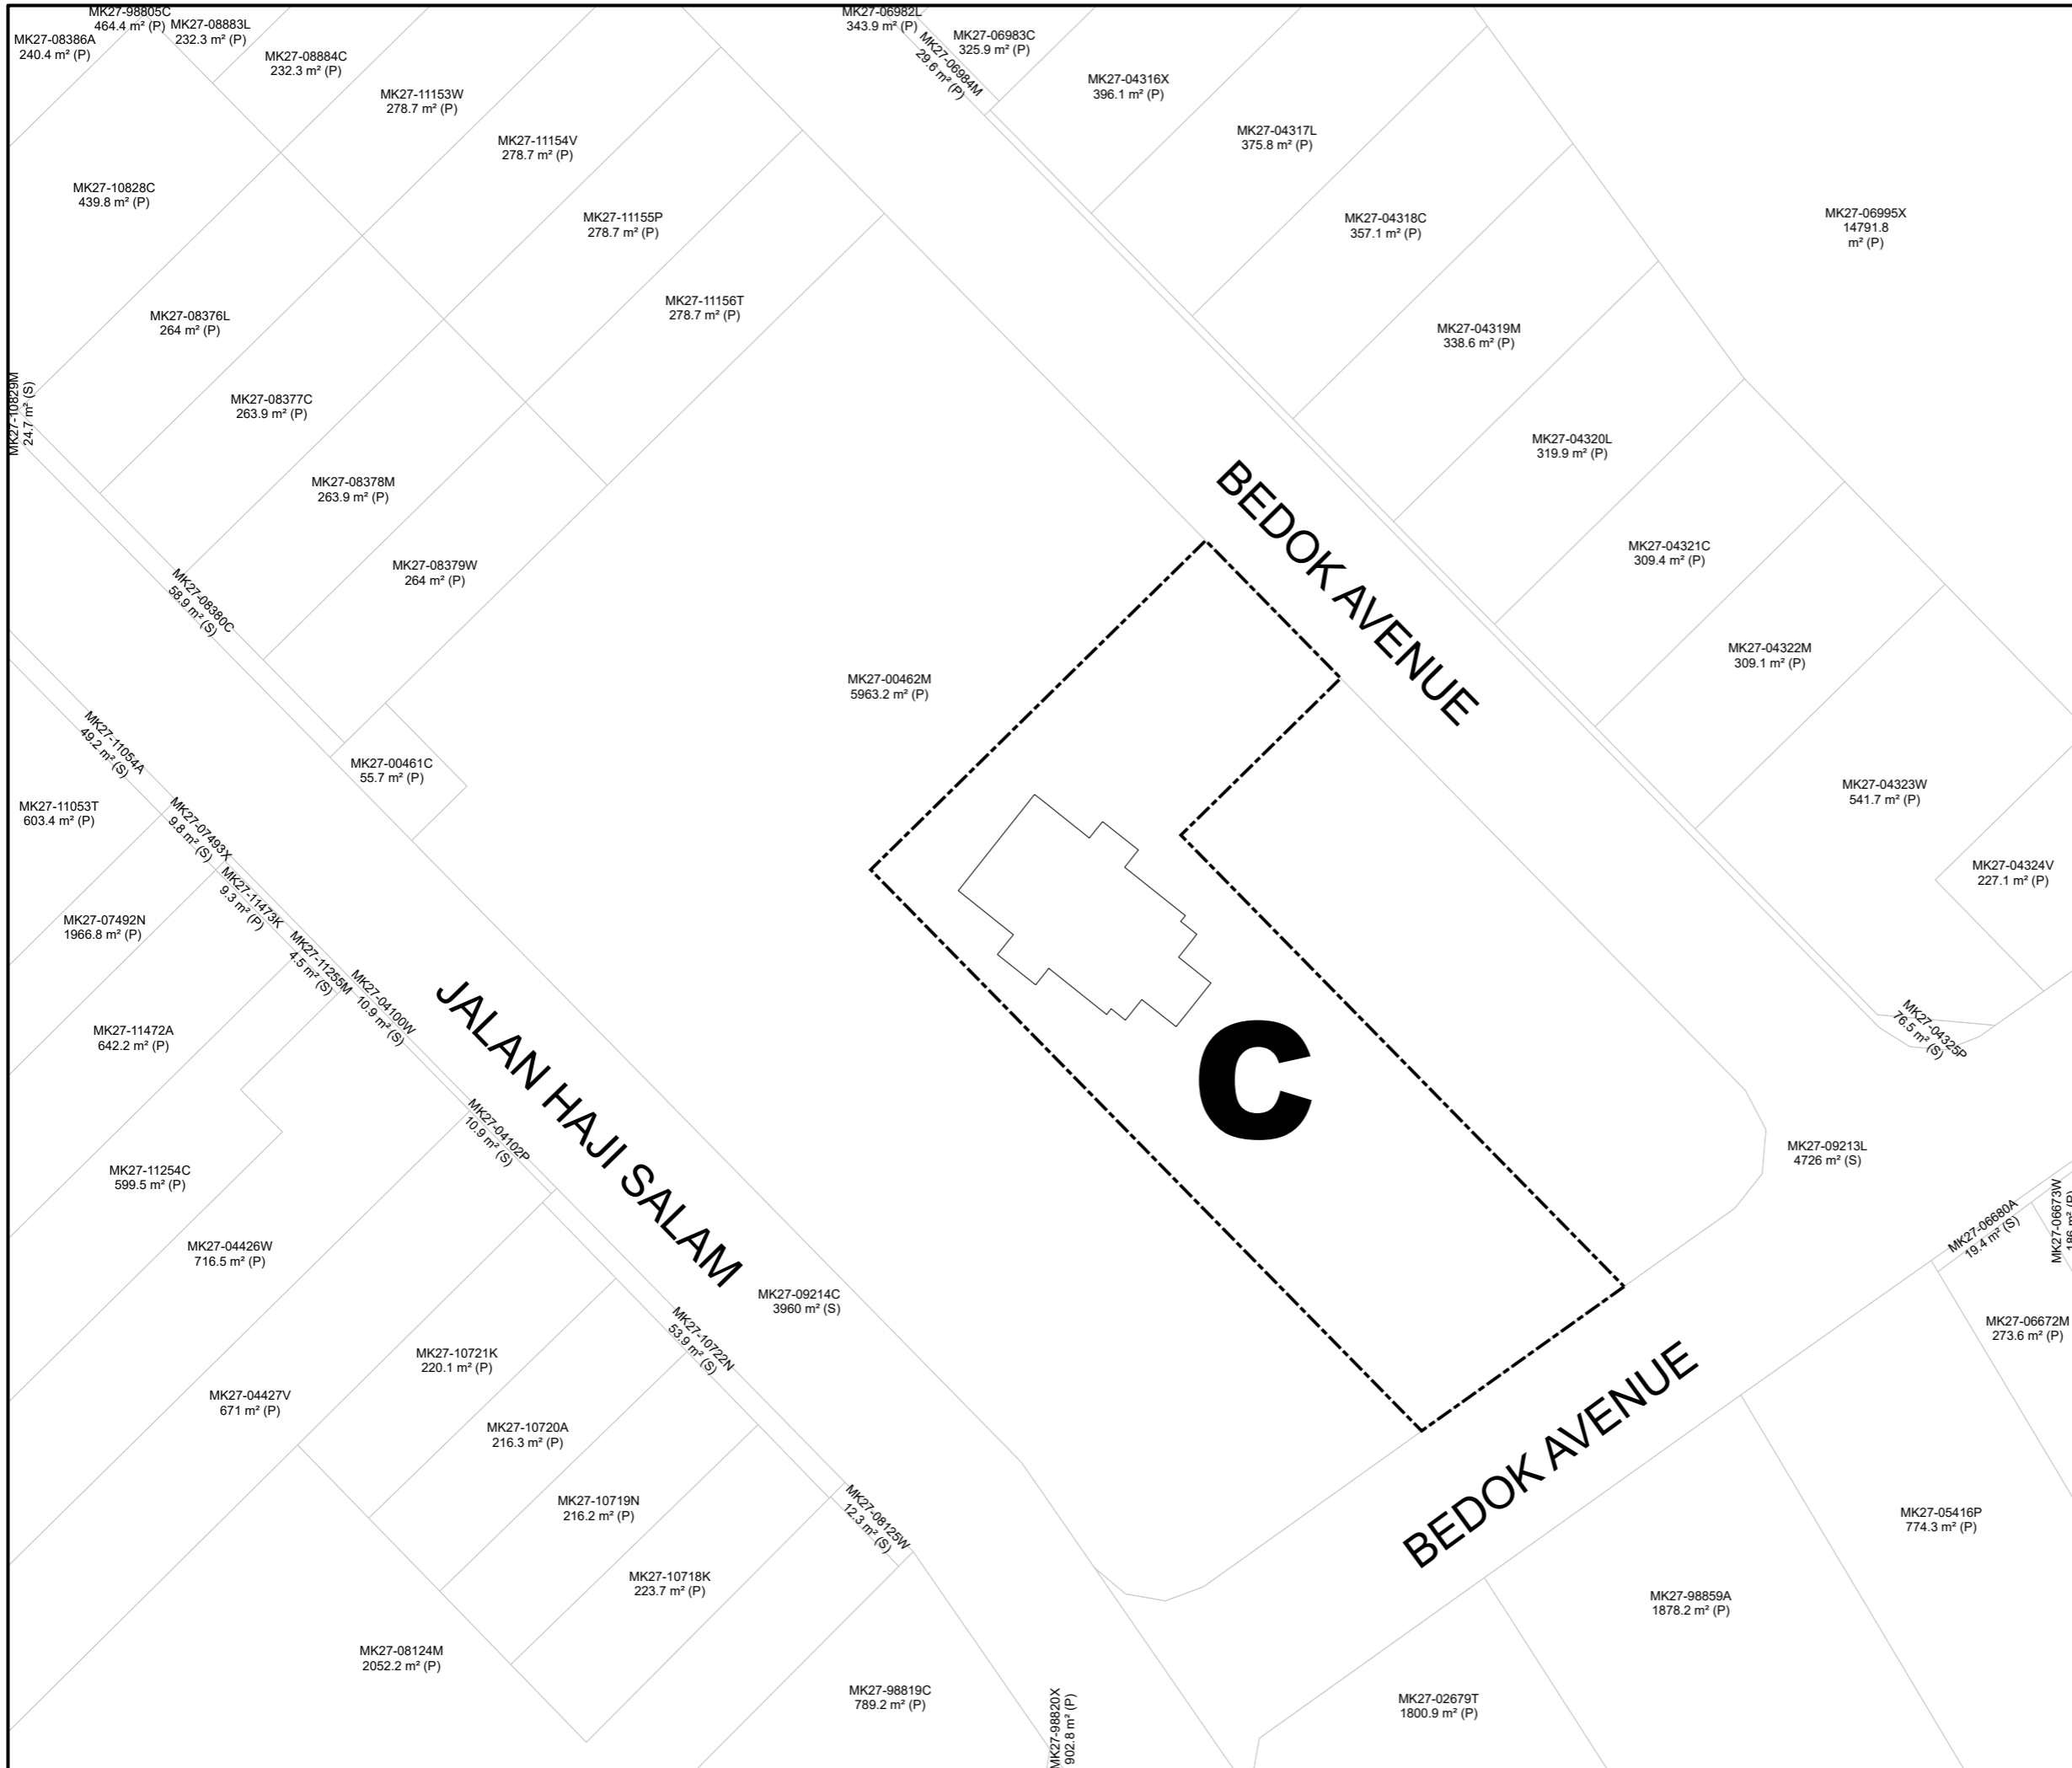 MK27-98805C
464.4 m² (P)
MK27-08883L
232.3 m² (P)
MK27-08386A
240.4 m² (P)
MK27-08884C
232.3 m² (P)
MK27-06982L
343.9 m² (P)
MK27-06983C
325.9 m² (P)
MK27-06984M
29.6 m² (P)
MK27-04316X
396.1 m² (P)
MK27-11153W
278.7 m² (P)
MK27-11154V
278.7 m² (P)
MK27-04317L
375.8 m² (P)
MK27-10828C
439.8 m² (P)
MK27-11155P
278.7 m² (P)
MK27-04318C
357.1 m² (P)
MK27-06995X
14791.8
m² (P)
MK27-08376L
264 m² (P)
MK27-11156T
278.7 m² (P)
MK27-04319M
338.6 m² (P)
MK27-10829M
24.7 m² (S)
MK27-08377C
263.9 m² (P)
MK27-04320L
319.9 m² (P)
MK27-08378M
263.9 m² (P)
BEDOK AVENUE
MK27-04321C
309.4 m² (P)
MK27-08379W
264 m² (P)
MK27-08380C
58.9 m² (S)
MK27-04322M
309.1 m² (P)
MK27-00462M
5963.2 m² (P)
MK27-11054A
49.2 m² (S)
MK27-00461C
55.7 m² (P)
MK27-04323W
541.7 m² (P)
MK27-11053T
603.4 m² (P)
MK27-07493X
9.8 m² (S)
MK27-04324V
227.1 m² (P)
MK27-11473K
9.3 m² (P)
MK27-07492N
1966.8 m² (P)
MK27-11255M
4.5 m² (S)
MK27-04100W
10.9 m² (S)
MK27-11472A
642.2 m² (P)
JALAN HAJI SALAM
C
MK27-04325P
76.5 m² (S)
MK27-04102P
10.9 m² (S)
MK27-09213L
4726 m² (S)
MK27-11254C
599.5 m² (P)
MK27-06680A
19.4 m² (S)
MK27-06673W
186 m² (P)
MK27-04426W
716.5 m² (P)
MK27-09214C
3960 m² (S)
MK27-06672M
273.6 m² (P)
MK27-10722N
53.9 m² (S)
MK27-10721K
220.1 m² (P)
MK27-04427V
671 m² (P)
BEDOK AVENUE
MK27-10720A
216.3 m² (P)
MK27-10719N
216.2 m² (P)
MK27-08125W
12.3 m² (S)
MK27-05416P
774.3 m² (P)
MK27-10718K
223.7 m² (P)
MK27-98859A
1878.2 m² (P)
MK27-08124M
2052.2 m² (P)
MK27-98819C
789.2 m² (P)
MK27-98820X
902.8 m² (P)
MK27-02679T
1800.9 m² (P)